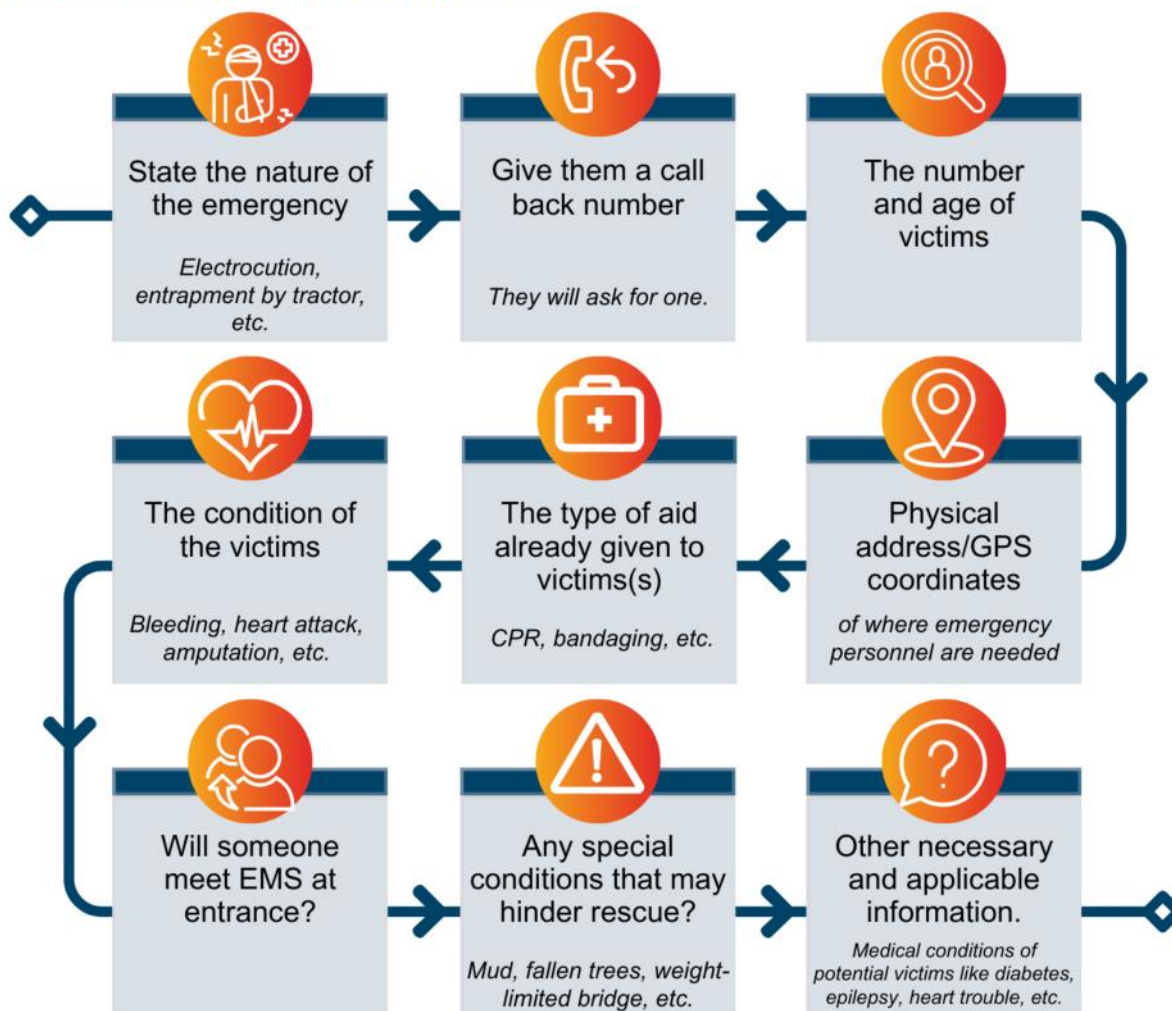 State the nature of
the emergency
Electrocution,
entrapment by tractor,
etc.
Give them a call
back number
They will ask for one.
The number
and age of
victims
Physical
address/GPS
coordinates
of where emergency
personnel are needed
The type of aid
already given to
victims(s)
CPR, bandaging, etc.
The condition of
the victims
Bleeding, heart attack,
amputation, etc.
Will someone
meet EMS at
entrance?
Any special
conditions that may
hinder rescue?
Mud, fallen trees, weight-
limited bridge, etc.
Other necessary
and applicable
information.
Medical conditions of
potential victims like diabetes,
epilepsy, heart trouble, etc.